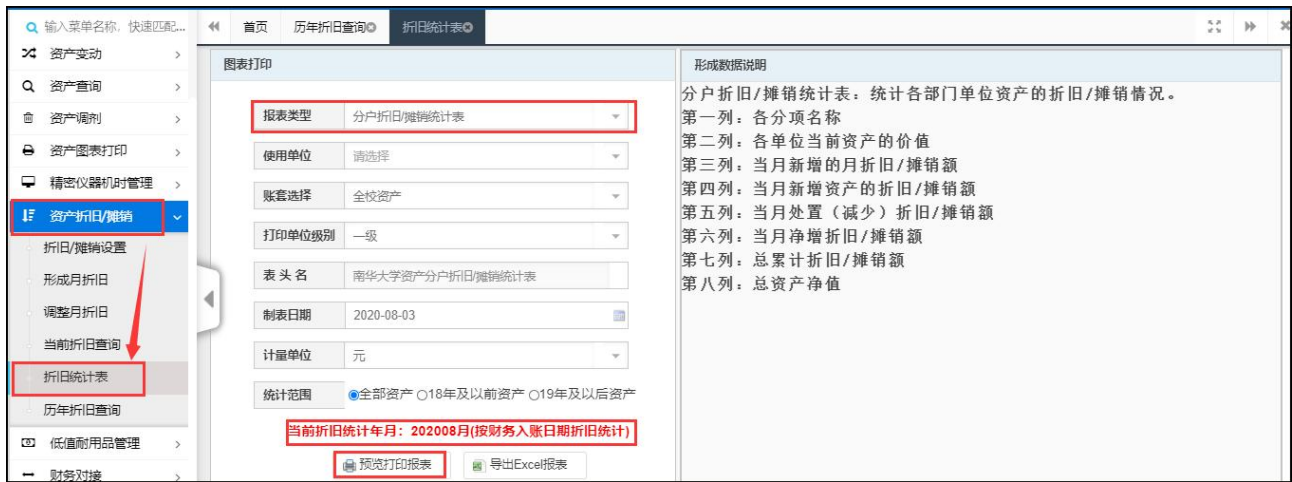 输入菜单名称，快速匹配...
首页 历年折旧查询 折旧统计表
资产变动
资产查询
资产调剂
资产图表打印
精密仪器机时管理
资产折旧/摊销
折旧/摊销设置
形成月折旧
调整月折旧
当前折旧查询
折旧统计表
历年折旧查询
低值耐用品管理
财务对接
图表打印
报表类型 分户折旧/摊销统计表
使用单位 请选择
账套选择 全校资产
打印单位级别 一级
表 头 名 南华大学资产分户折旧/摊销统计表
制表日期 2020-08-03
计量单位 元
统计范围 全部资产 18年及以前资产 19年及以后资产
当前折旧统计年月：202008月(按财务入账日期折旧统计)
预览打印报表 导出Excel报表
形成数据说明
分户折旧/摊销统计表：统计各部门单位资产的折旧/摊销情况。
第一列：各分项名称
第二列：各单位当前资产的价值
第三列：当月新增的月折旧/摊销额
第四列：当月新增资产的折旧/摊销额
第五列：当月处置（减少）折旧/摊销额
第六列：当月净增折旧/摊销额
第七列：总累计折旧/摊销额
第八列：总资产净值